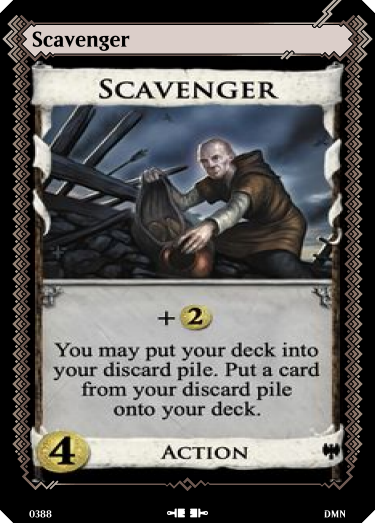 Scavenger
SCAVENGER
+ 2
You may put your deck into
your discard pile. Put a card
from your discard pile
onto your deck.
4 ACTION
0388 DMN